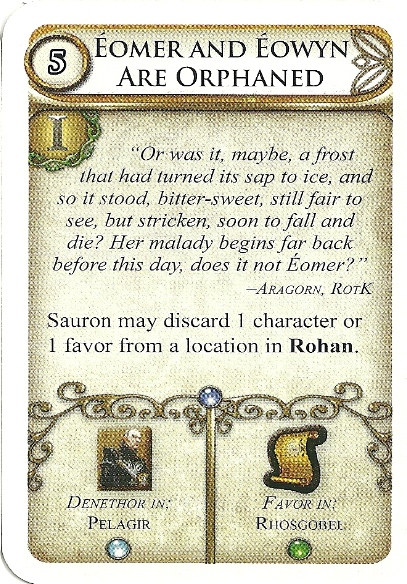 5
ÉOMER AND ÉOWYN
ARE ORPHANED
I
"Or was it, maybe, a frost
that had turned its sap to ice, and
so it stood, bitter-sweet, still fair to
see, but stricken, soon to fall and
die? Her malady begins far back
before this day, does it not Éomer?"
–ARAGORN, ROTK
Sauron may discard 1 character or
1 favor from a location in Rohan.
DENETHOR IN:
PELAGIR
FAVOR IN:
RHOSGOBEL